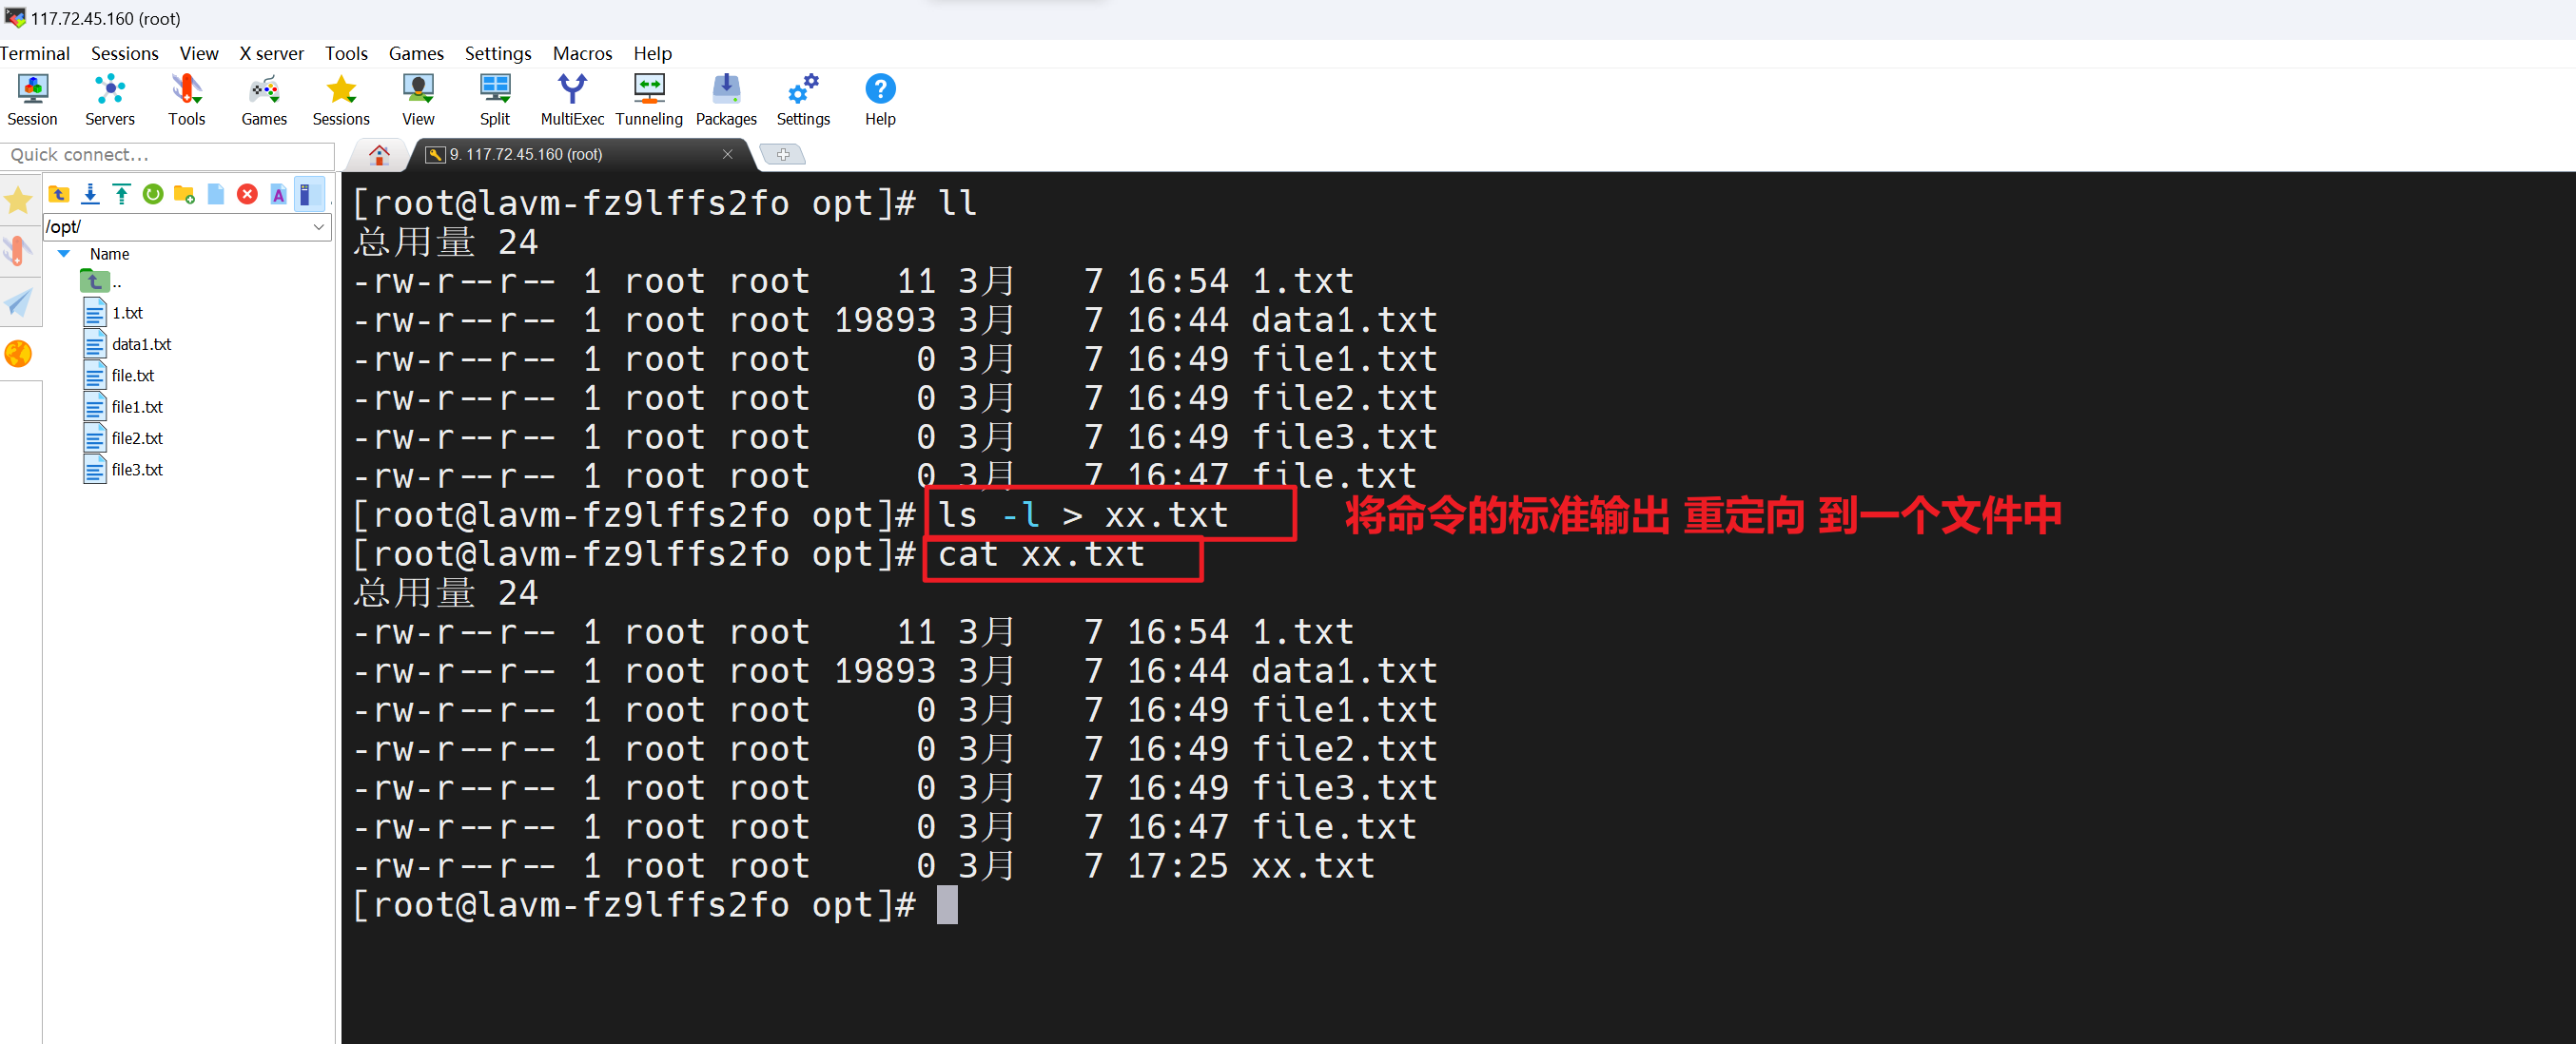 117.72.45.160 (root)
Terminal Sessions View X server Tools Games Settings Macros Help
Session Servers Tools Games Sessions View Split MultiExec Tunneling Packages Settings Help
Quick connect...
9. 117.72.45.160 (root)
/opt/
Name
..
1.txt
data1.txt
file.txt
file1.txt
file2.txt
file3.txt
[root@lavm-fz9lffs2fo opt]# ll
总用量 24
-rw-r--r-- 1 root root    11 3月   7 16:54 1.txt
-rw-r--r-- 1 root root 19893 3月   7 16:44 data1.txt
-rw-r--r-- 1 root root     0 3月   7 16:49 file1.txt
-rw-r--r-- 1 root root     0 3月   7 16:49 file2.txt
-rw-r--r-- 1 root root     0 3月   7 16:49 file3.txt
-rw-r--r-- 1 root root     0 3月   7 16:47 file.txt
[root@lavm-fz9lffs2fo opt]# ls -l > xx.txt 将命令的标准输出 重定向 到一个文件中
[root@lavm-fz9lffs2fo opt]# cat xx.txt
总用量 24
-rw-r--r-- 1 root root    11 3月   7 16:54 1.txt
-rw-r--r-- 1 root root 19893 3月   7 16:44 data1.txt
-rw-r--r-- 1 root root     0 3月   7 16:49 file1.txt
-rw-r--r-- 1 root root     0 3月   7 16:49 file2.txt
-rw-r--r-- 1 root root     0 3月   7 16:49 file3.txt
-rw-r--r-- 1 root root     0 3月   7 16:47 file.txt
-rw-r--r-- 1 root root     0 3月   7 17:25 xx.txt
[root@lavm-fz9lffs2fo opt]#